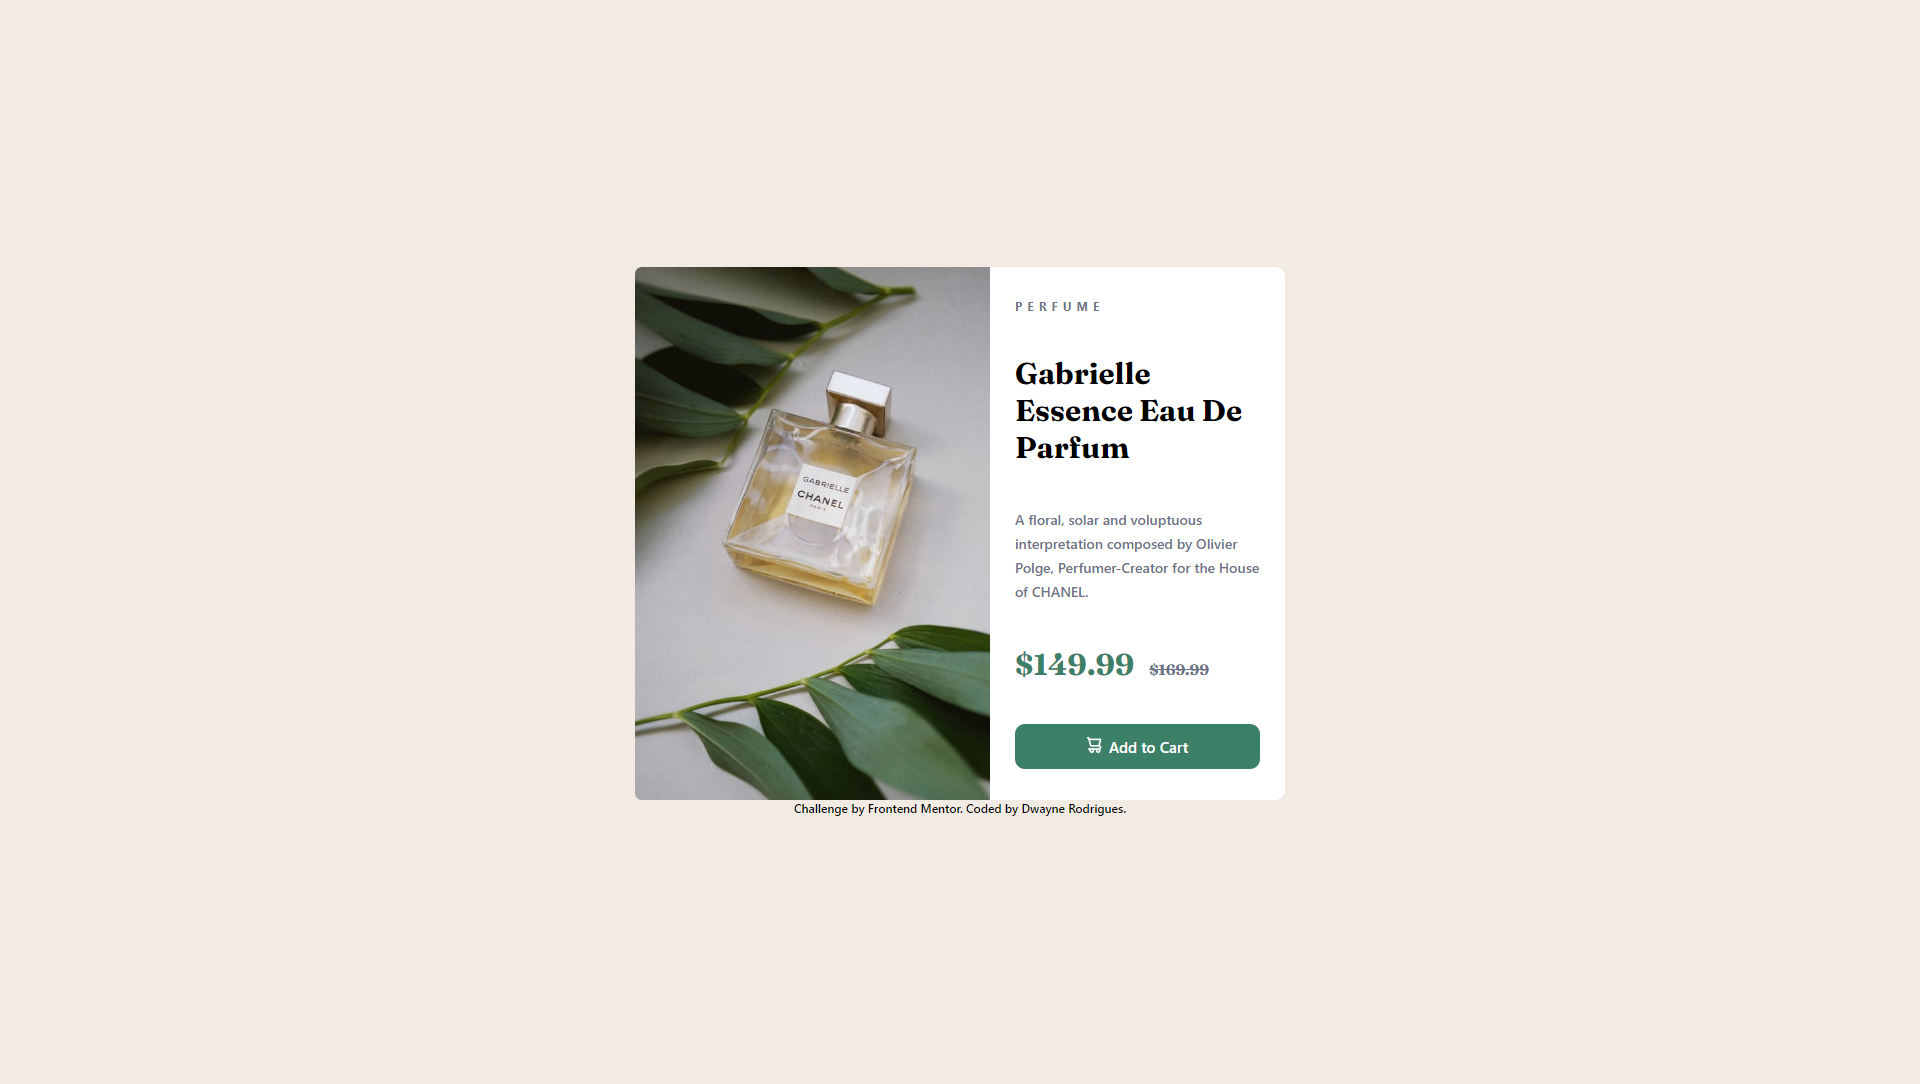 GABRIELLE
CHANEL
PARIS
PERFUME
Gabrielle
Essence Eau De
Parfum
A floral, solar and voluptuous
interpretation composed by Olivier
Polge, Perfumer-Creator for the House
of CHANEL.
$149.99 $169.99
Add to Cart
Challenge by Frontend Mentor. Coded by Dwayne Rodrigues.